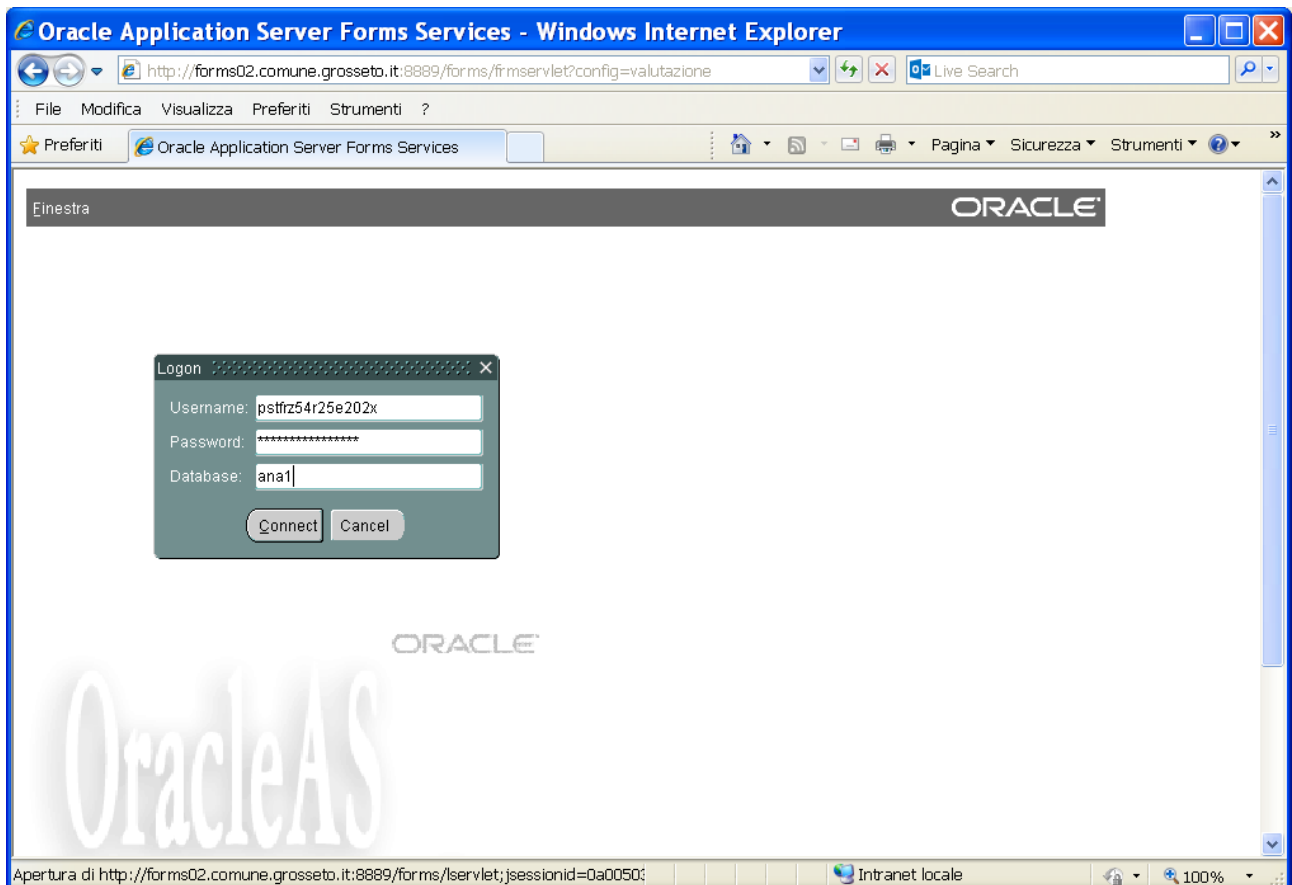 Oracle Application Server Forms Services - Windows Internet Explorer
http://forms02.comune.grosseto.it:8889/forms/frmservlet?config=valutazione
Live Search
File Modifica Visualizza Preferiti Strumenti ?
Preferiti
Oracle Application Server Forms Services
Pagina Sicurezza Strumenti
Finestra
ORACLE
Logon
Username: pstfrz54r25e202x
Password: ****************
Database: ana1
Connect Cancel
ORACLE
OracleAS
Apertura di http://forms02.comune.grosseto.it:8889/forms/lservlet;jsessionid=0a00503
Intranet locale
100%